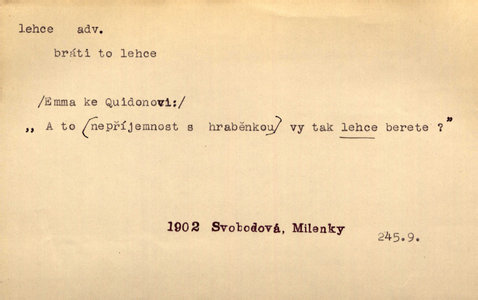 lehce adv.
bráti to lehce
/Emma ke Quidonovi:/
„ A to (nepříjemnost s hraběnkou) vy tak lehce berete ?"
1902 Svobodová, Milenky
245.9.